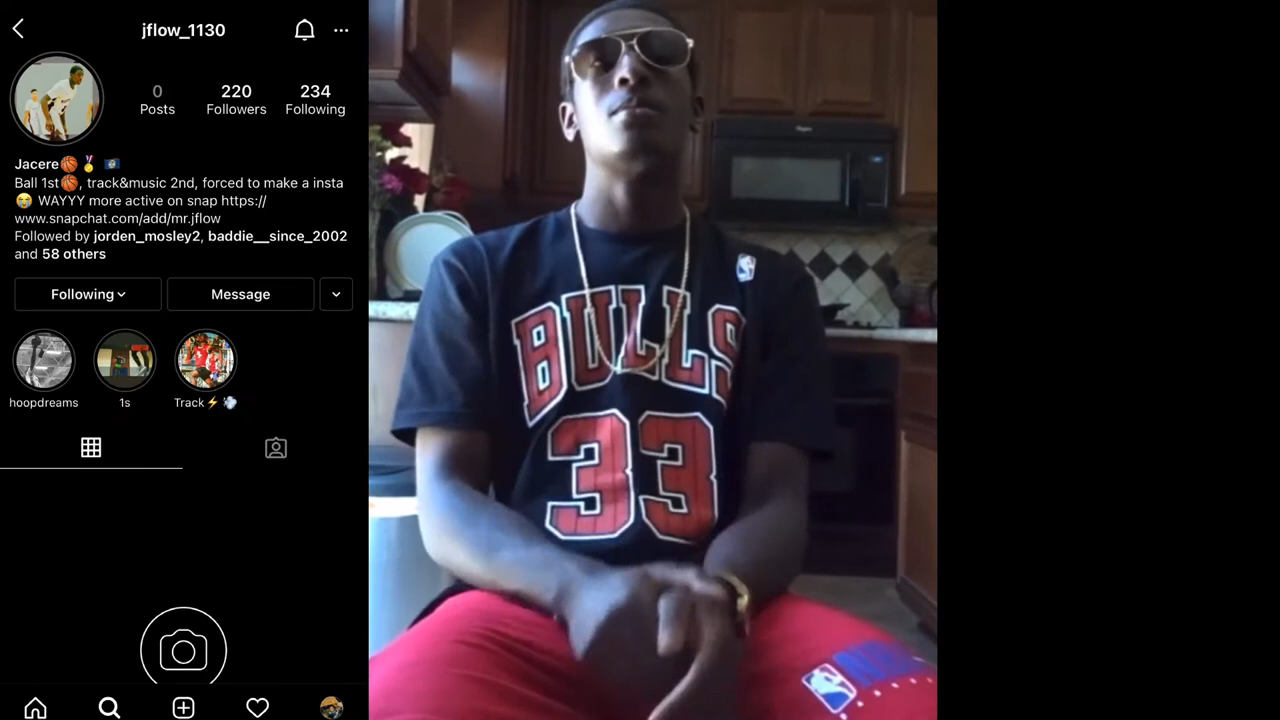 jflow_1130
0
Posts
220
Followers
234
Following
Jacere🏀🏅
Ball 1st🏀, track&music 2nd, forced to make a insta
😭 WAYYY more active on snap https://
www.snapchat.com/add/mr.jflow
Followed by jorden_mosley2, baddie__since_2002
and 58 others
Following
Message
hoopdreams
1s
Track⚡💨
BULLS
33
NBA